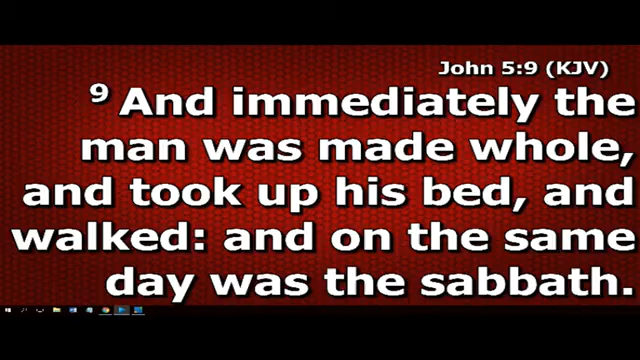 John 5:9 (KJV)
9 And immediately the
man was made whole,
and took up his bed, and
walked: and on the same
day was the sabbath.